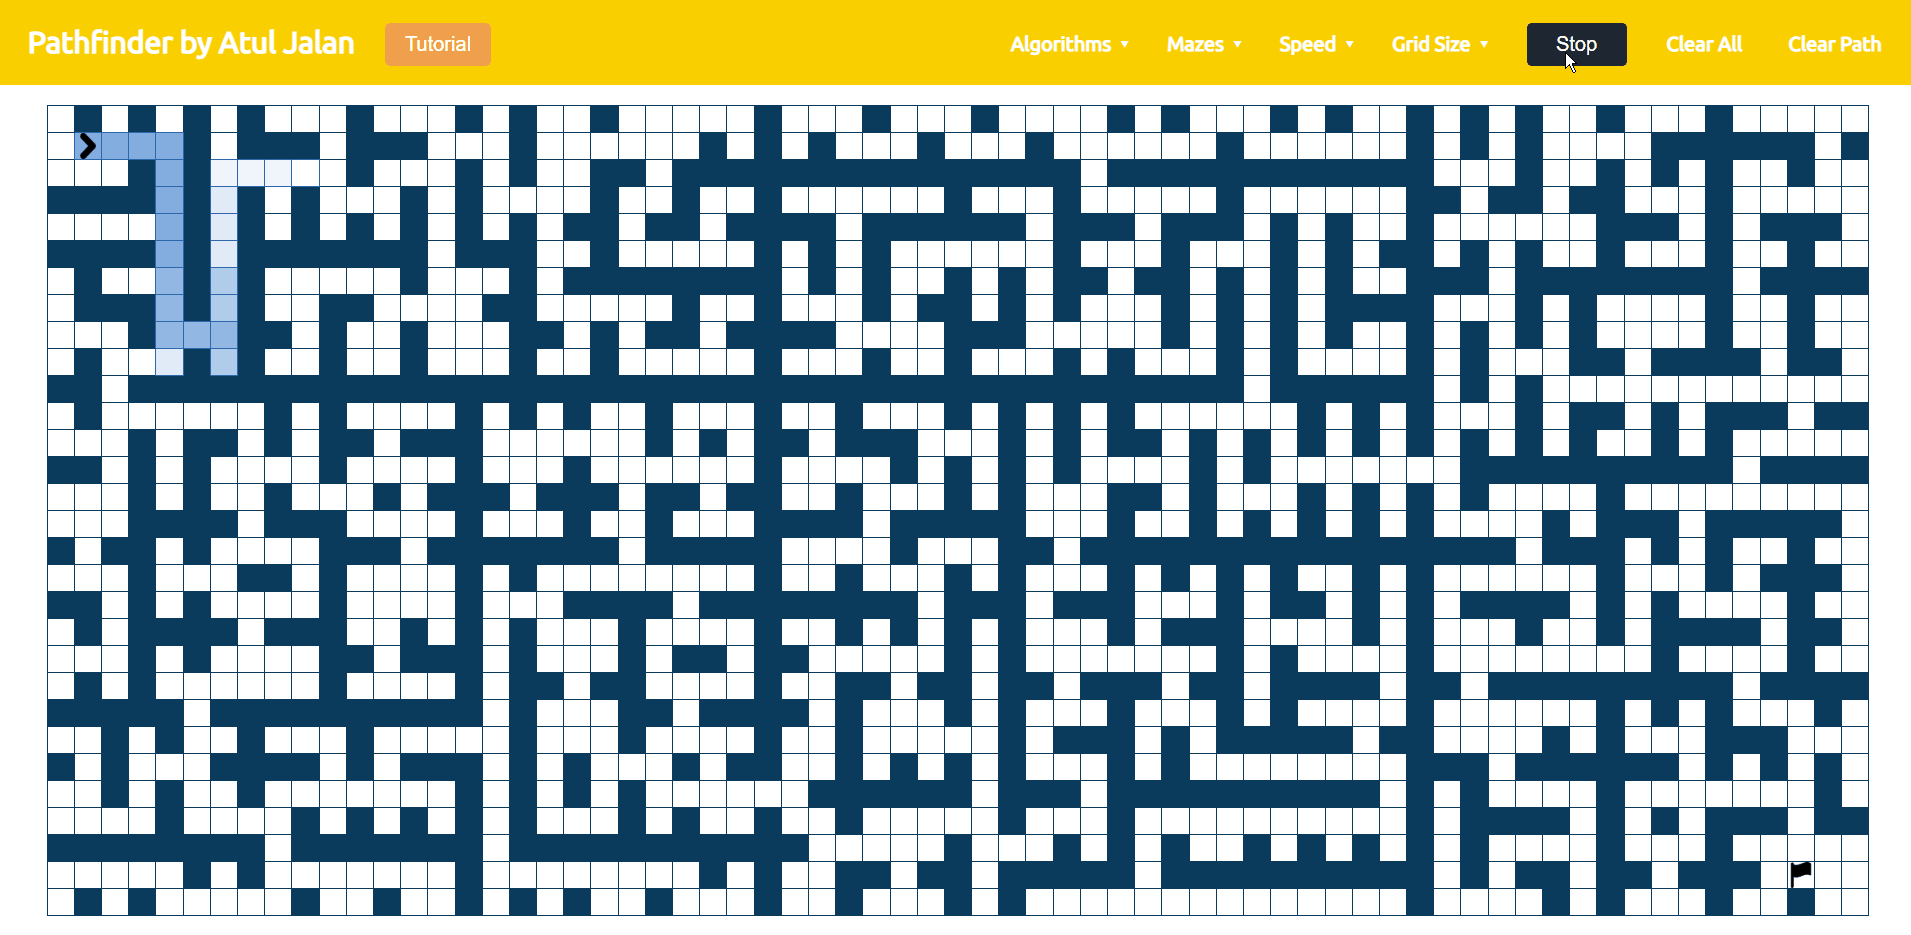 Pathfinder by Atul Jalan Tutorial Algorithms ▼ Mazes ▼ Speed ▼ Grid Size ▼ Stop Clear All Clear Path